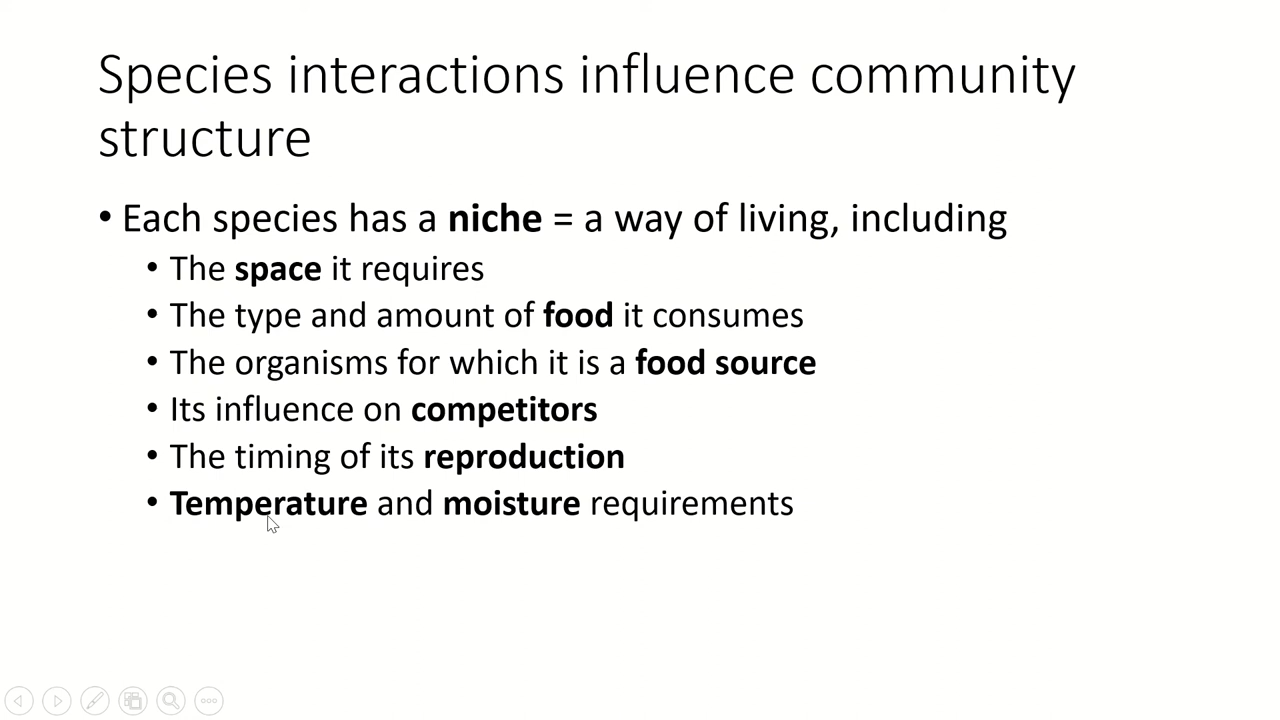 Species interactions influence community
structure
• Each species has a niche = a way of living, including
• The space it requires
• The type and amount of food it consumes
• The organisms for which it is a food source
• Its influence on competitors
• The timing of its reproduction
• Temperature and moisture requirements